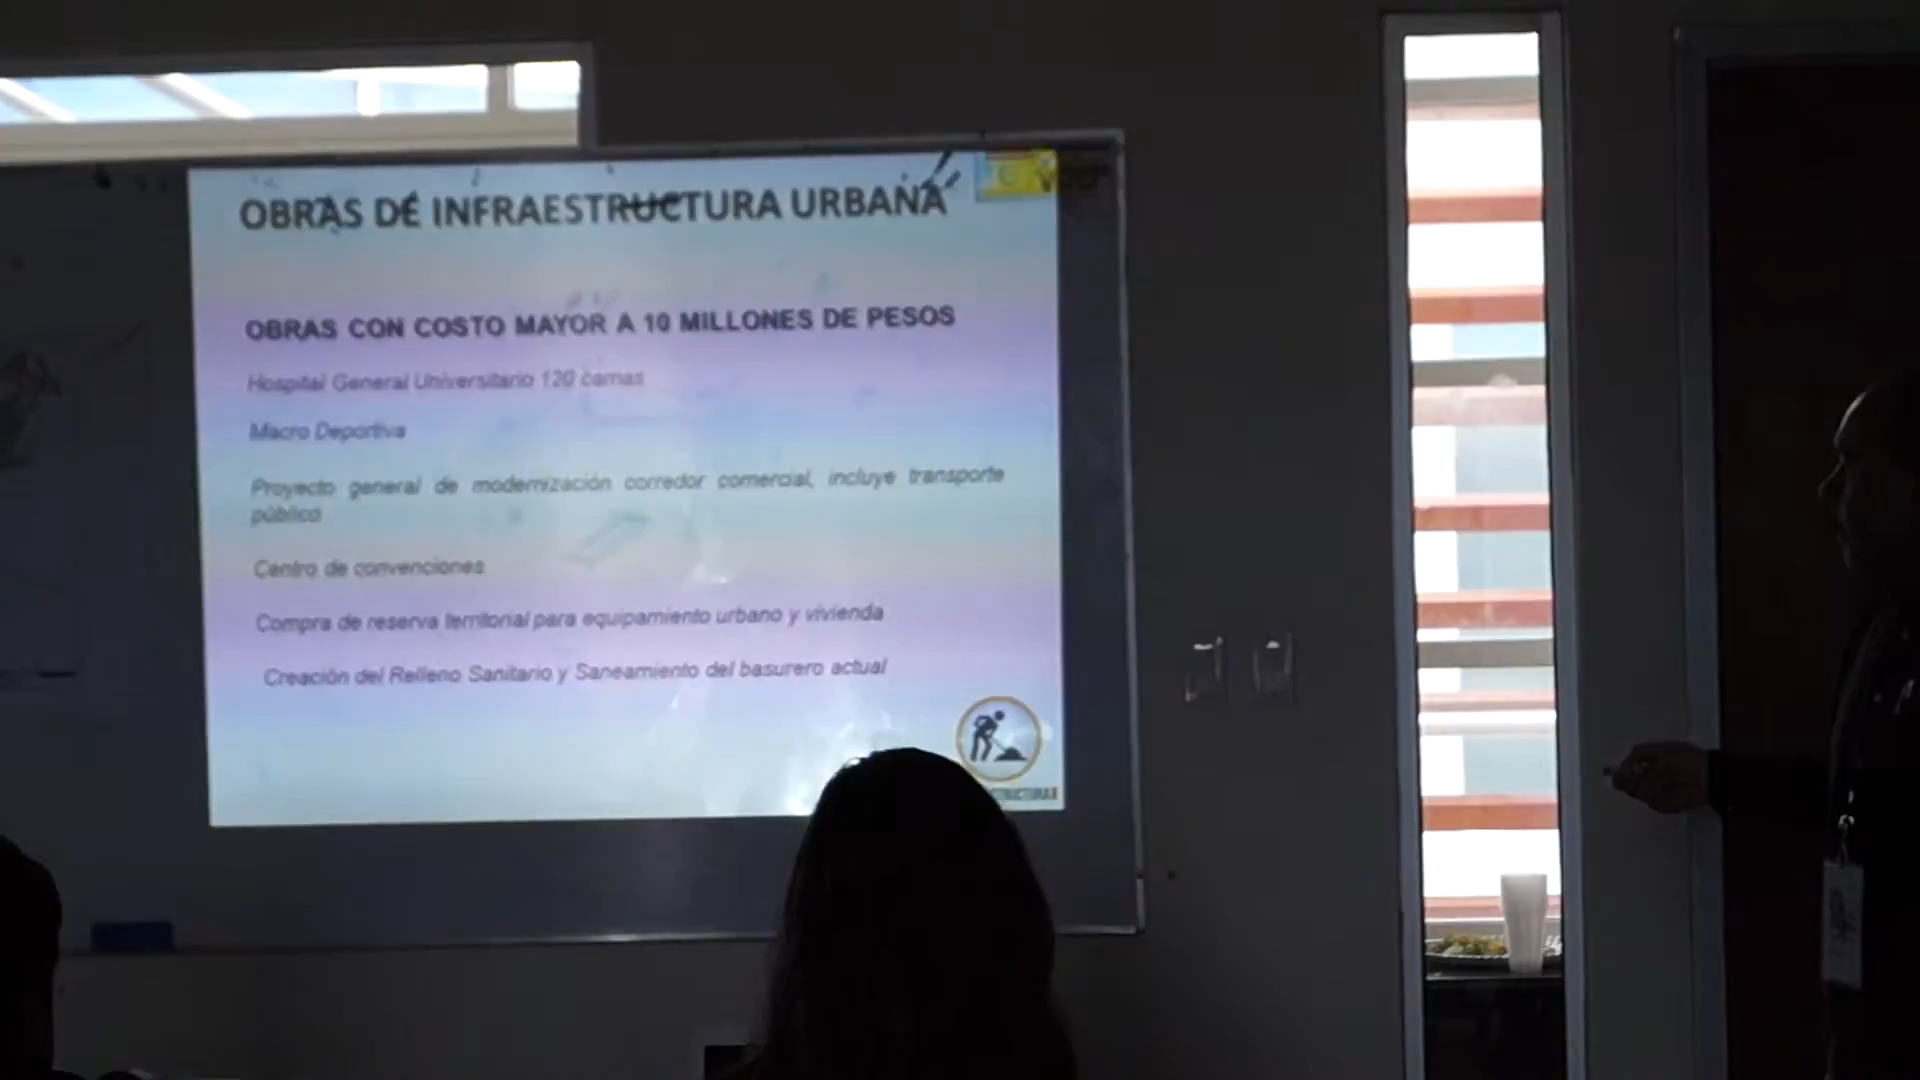 OBRAS DE INFRAESTRUCTURA URBANA
OBRAS CON COSTO MAYOR A 10 MILLONES DE PESOS
Hospital General Universitario 120 camas
Macro Deportiva
Proyecto general de modernización corredor comercial, incluye transporte
público
Centro de convenciones
Compra de reserva territorial para equipamiento urbano y vivienda
Creación del Relleno Sanitario y Saneamiento del basurero actual